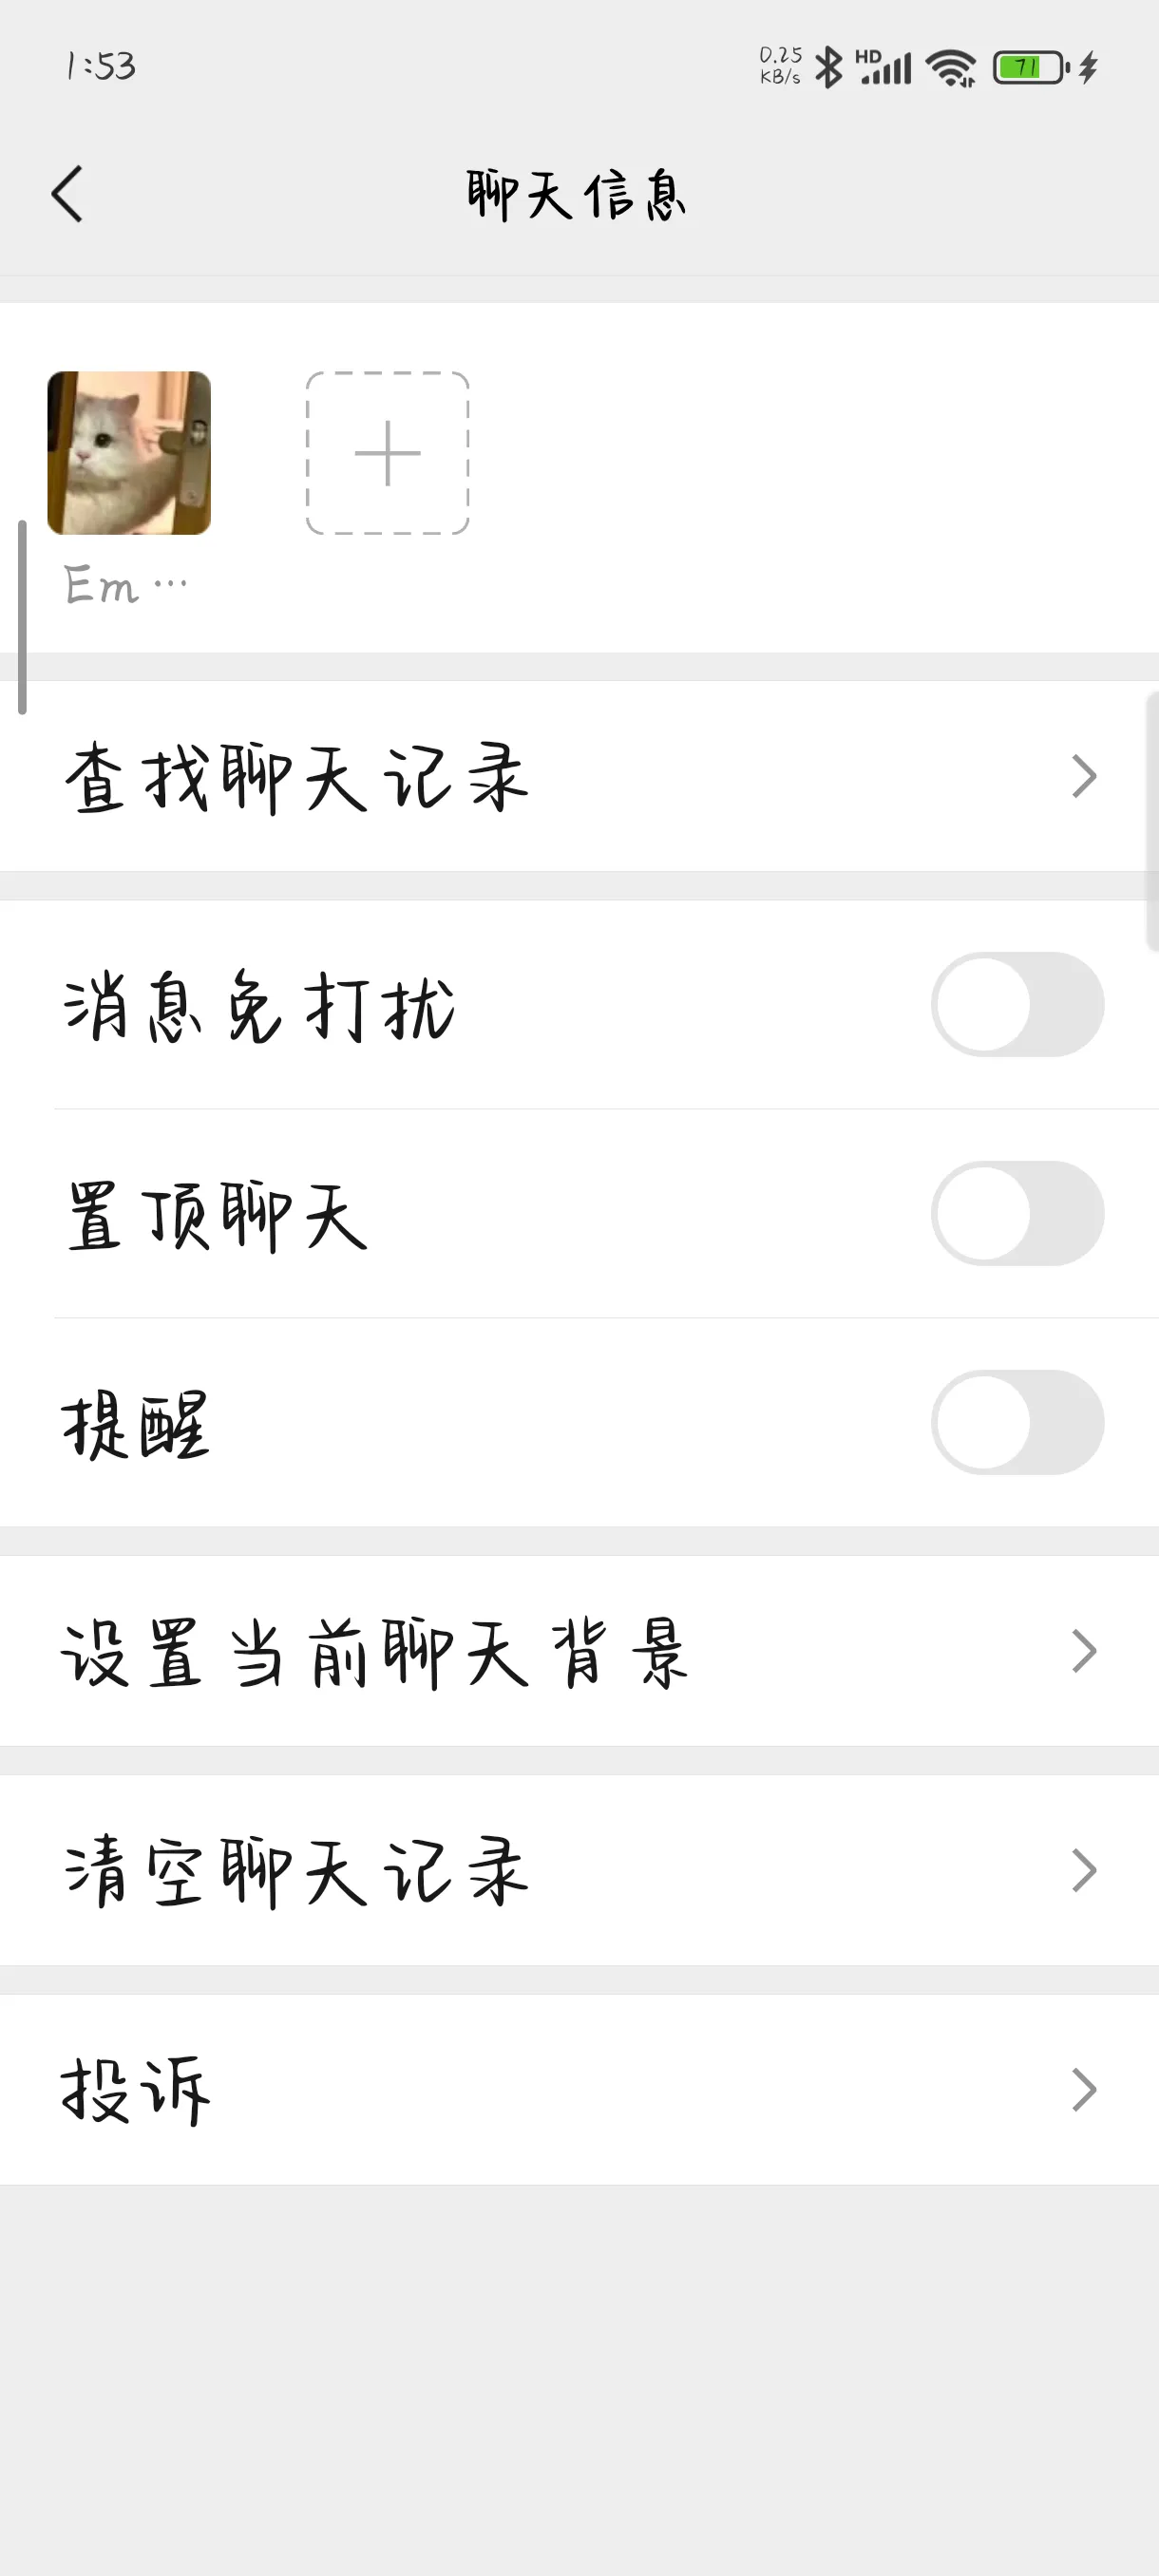 1:53
0.25
KB/s
HD
71
聊天信息
Em…
查找聊天记录
消息免打扰
置顶聊天
提醒
设置当前聊天背景
清空聊天记录
投诉